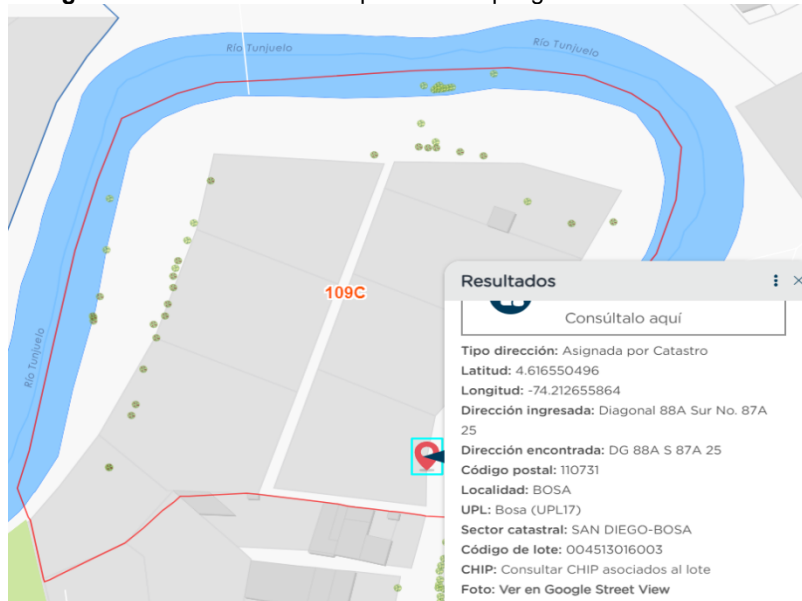 Río Tunjuelo
Río Tunjuelo
Río Tunjuelo
109C
Resultados
Consúltalo aquí
Tipo dirección: Asignada por Catastro
Latitud: 4.616550496
Longitud: -74.212655864
Dirección ingresada: Diagonal 88A Sur No. 87A
25
Dirección encontrada: DG 88A S 87A 25
Código postal: 110731
Localidad: BOSA
UPL: Bosa (UPL17)
Sector catastral: SAN DIEGO-BOSA
Código de lote: 004513016003
CHIP: Consultar CHIP asociados al lote
Foto: Ver en Google Street View